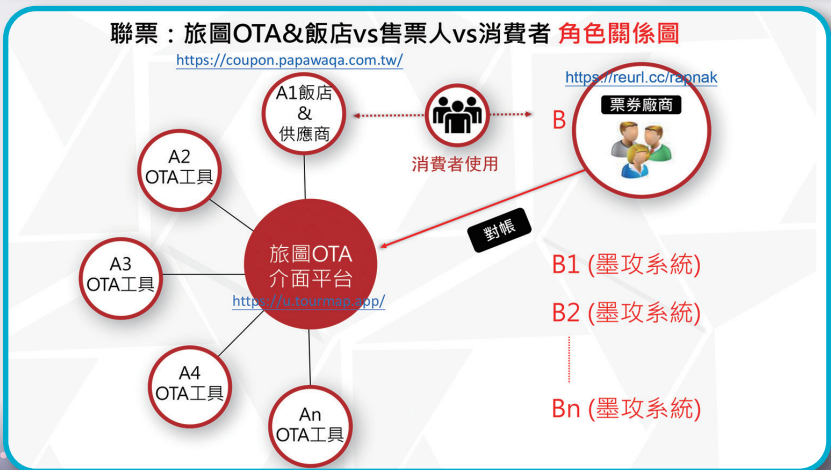 聯票：旅圖OTA&飯店vs售票人vs消費者 角色關係圖
https://coupon.papawaqa.com.tw/
https://reurl.cc/rapnak
A1飯店
&
供應商
消費者使用
B
票券廠商
A2
OTA工具
對帳
旅圖OTA
介面平台
https://u.tourmap.app/
A3
OTA工具
B1 (墨攻系統)
B2 (墨攻系統)
A4
OTA工具
An
OTA工具
Bn (墨攻系統)